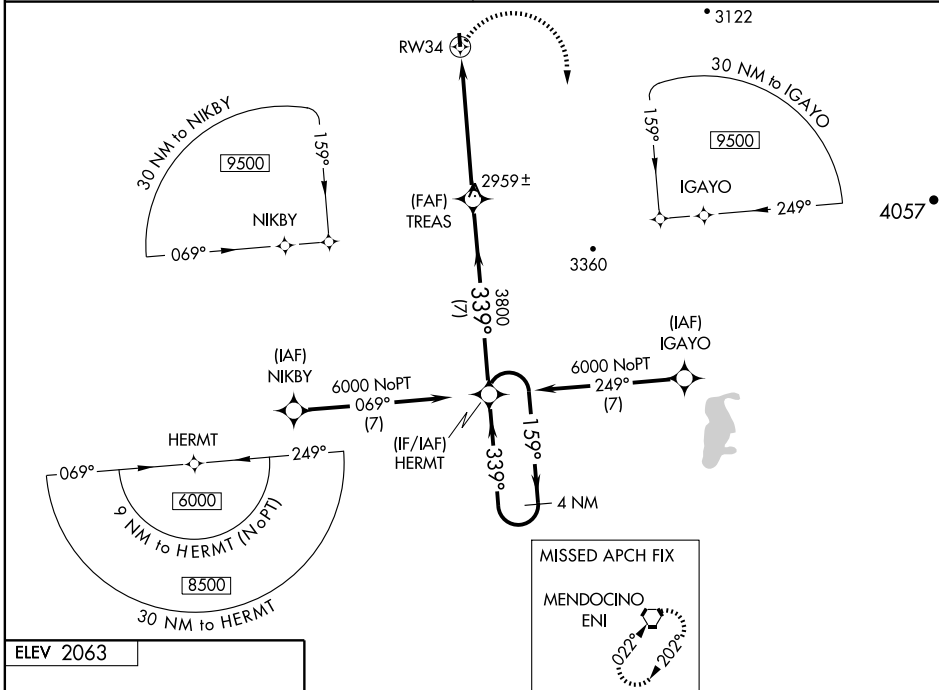 3122
RW34
30 NM to NIKBY
9500
159°
NIKBY
069°
30 NM to IGAYO
159°
9500
IGAYO
249°
4057
2959±
(FAF)
TREAS
3360
3800
339°
(7)
(IAF)
NIKBY
6000 NoPT
069°
(7)
(IAF)
IGAYO
6000 NoPT
249°
(7)
(IF/IAF)
HERMT
339°
159°
4 NM
HERMT
069°
249°
6000
9 NM to HERMT (NoPT)
8500
30 NM to HERMT
MISSED APCH FIX
MENDOCINO
ENI
022°
202°
ELEV 2063